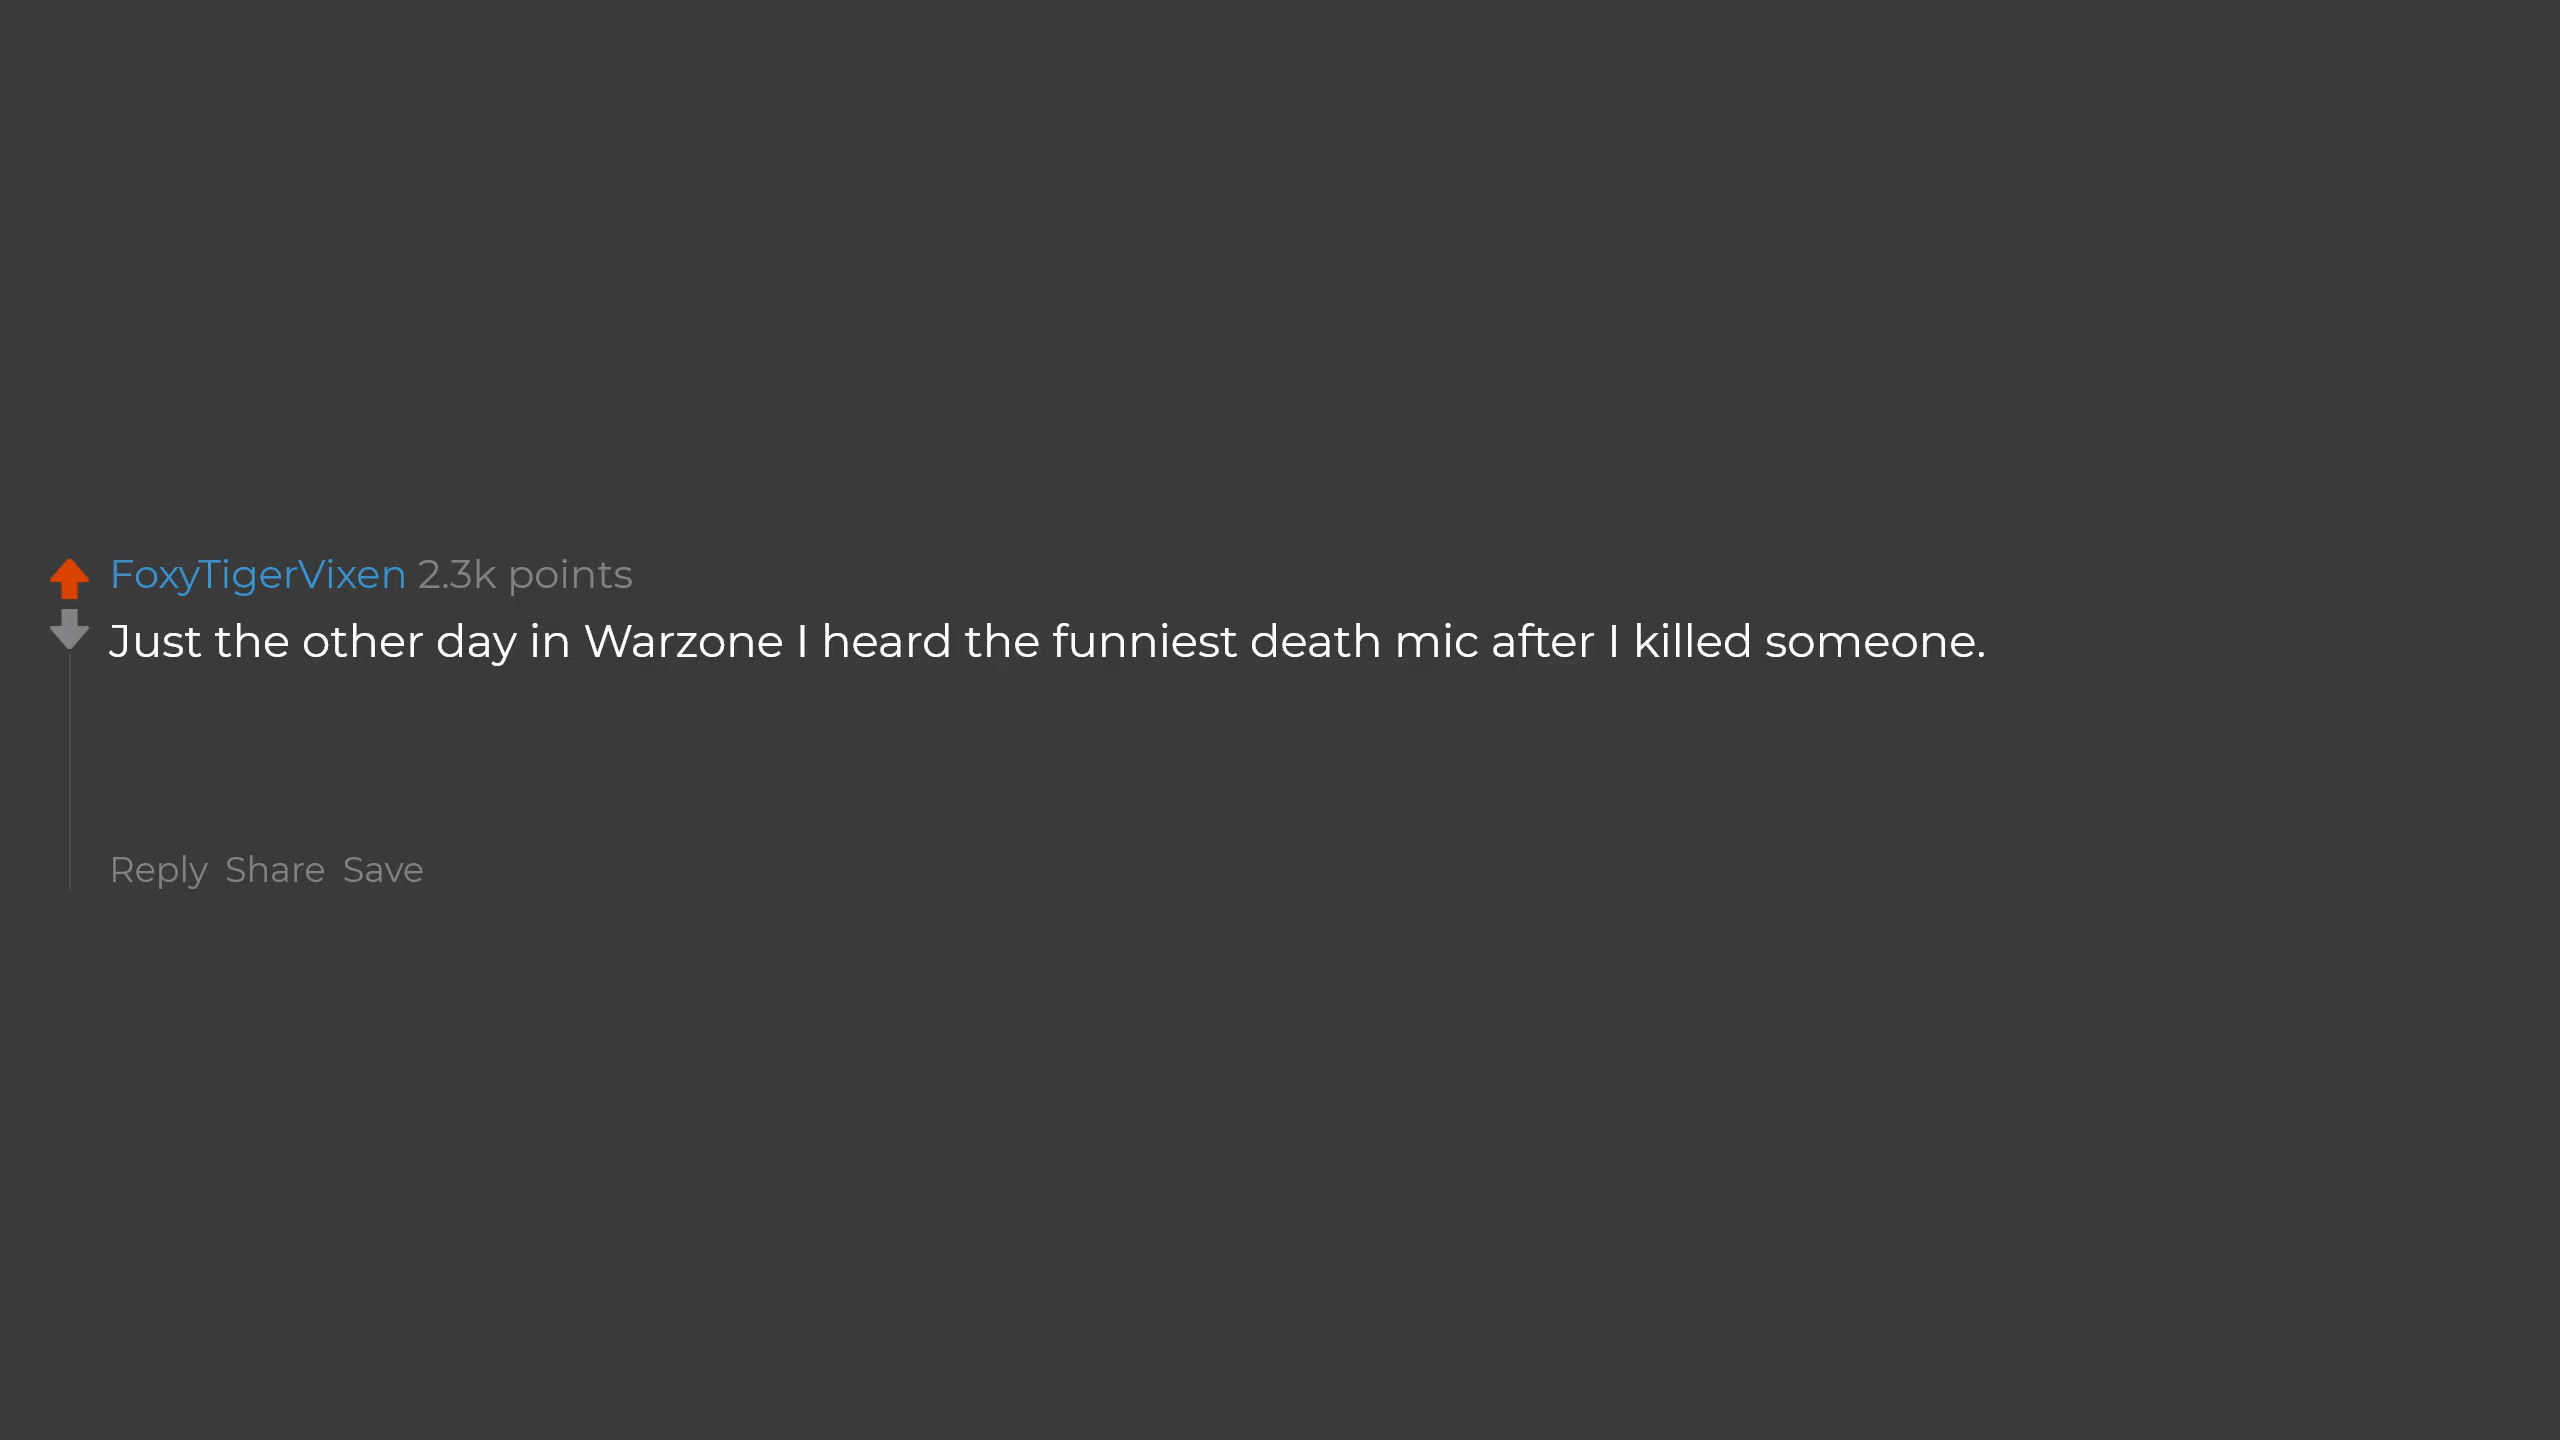 FoxyTigerVixen 2.3k points
Just the other day in Warzone I heard the funniest death mic after I killed someone.
Reply Share Save